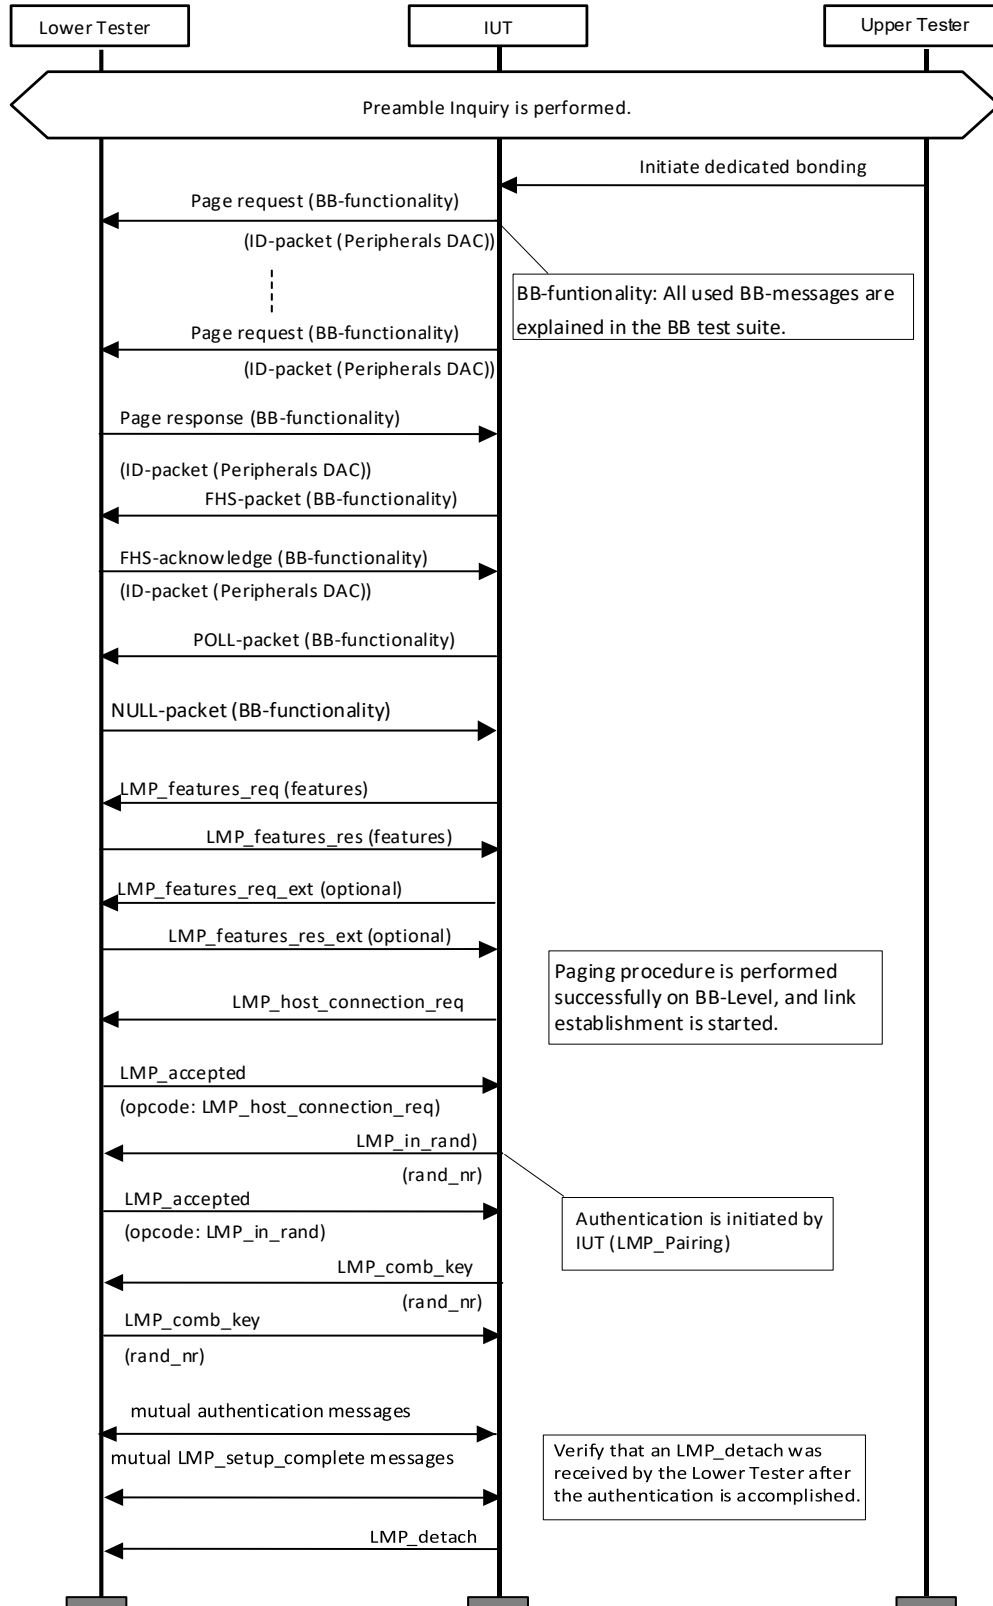 Lower Tester
IUT
Upper Tester
Preamble Inquiry is performed.
Initiate dedicated bonding
Page request (BB-functionality)
(ID-packet (Peripherals DAC))
BB-funtionality: All used BB-messages are
explained in the BB test suite.
Page request (BB-functionality)
(ID-packet (Peripherals DAC))
Page response (BB-functionality)
(ID-packet (Peripherals DAC))
FHS-packet (BB-functionality)
FHS-acknowledge (BB-functionality)
(ID-packet (Peripherals DAC))
POLL-packet (BB-functionality)
NULL-packet (BB-functionality)
LMP_features_req (features)
LMP_features_res (features)
LMP_features_req_ext (optional)
LMP_features_res_ext (optional)
Paging procedure is performed
successfully on BB-Level, and link
establishment is started.
LMP_host_connection_req
LMP_accepted
(opcode: LMP_host_connection_req)
LMP_in_rand)
(rand_nr)
LMP_accepted
(opcode: LMP_in_rand)
Authentication is initiated by
IUT (LMP_Pairing)
LMP_comb_key
(rand_nr)
LMP_comb_key
(rand_nr)
mutual authentication messages
mutual LMP_setup_complete messages
Verify that an LMP_detach was
received by the Lower Tester after
the authentication is accomplished.
LMP_detach